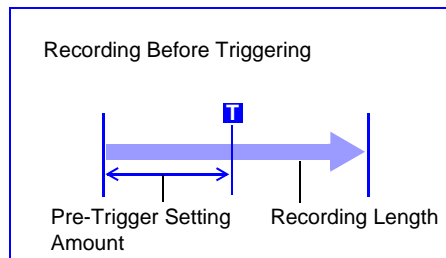 Recording Before Triggering
T
Pre-Trigger Setting
Amount
Recording Length